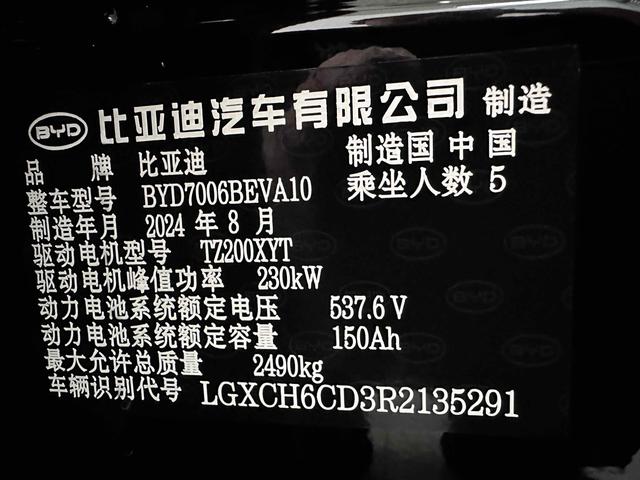 BYD 比亚迪汽车有限公司 制造
品牌 比亚迪 制造国 中国
整车型号 BYD7006BEVA10 乘坐人数 5
制造年月 2024 年 8 月
驱动电机型号 TZ200XYT
驱动电机峰值功率 230kW
动力电池系统额定电压 537.6 V
动力电池系统额定容量 150Ah
最大允许总质量 2490kg
车辆识别代号 LGXCH6CD3R2135291